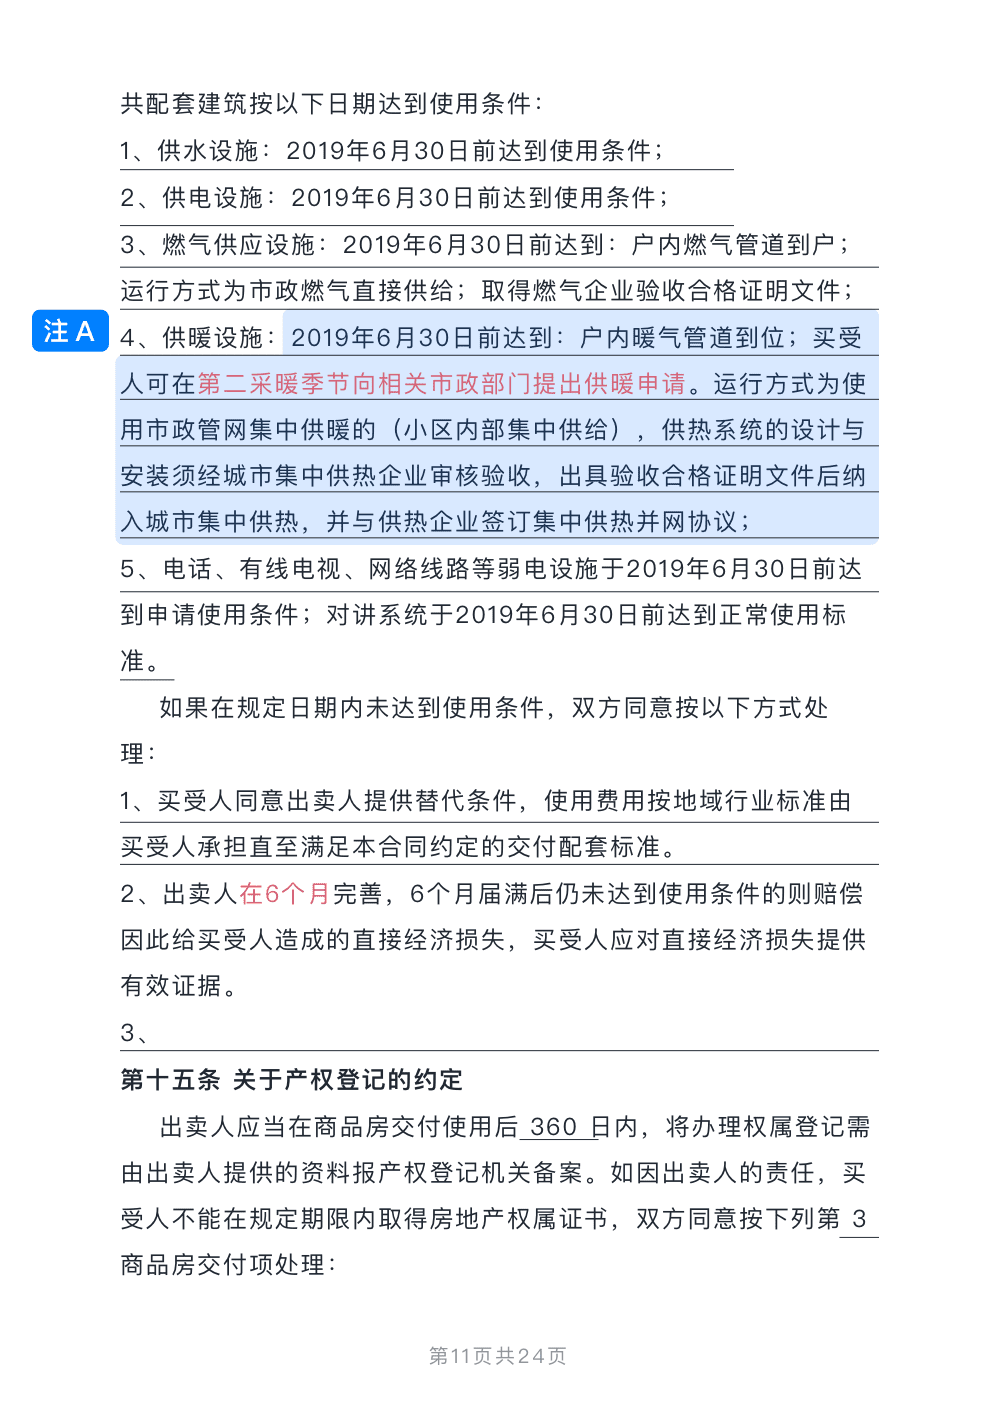 共配套建筑按以下日期达到使用条件：
1、供水设施：2019年6月30日前达到使用条件；
2、供电设施：2019年6月30日前达到使用条件；
3、燃气供应设施：2019年6月30日前达到：户内燃气管道到户；
运行方式为市政燃气直接供给；取得燃气企业验收合格证明文件；
注 A
4、供暖设施：2019年6月30日前达到：户内暖气管道到位；买受
人可在第二采暖季节向相关市政部门提出供暖申请。运行方式为使
用市政管网集中供暖的（小区内部集中供给），供热系统的设计与
安装须经城市集中供热企业审核验收，出具验收合格证明文件后纳
入城市集中供热，并与供热企业签订集中供热并网协议；
5、电话、有线电视、网络线路等弱电设施于2019年6月30日前达
到申请使用条件；对讲系统于2019年6月30日前达到正常使用标
准。
如果在规定日期内未达到使用条件，双方同意按以下方式处
理：
1、买受人同意出卖人提供替代条件，使用费用按地域行业标准由
买受人承担直至满足本合同约定的交付配套标准。
2、出卖人在6个月完善，6个月届满后仍未达到使用条件的则赔偿
因此给买受人造成的直接经济损失，买受人应对直接经济损失提供
有效证据。
3、
第十五条 关于产权登记的约定
出卖人应当在商品房交付使用后 360 日内，将办理权属登记需
由出卖人提供的资料报产权登记机关备案。如因出卖人的责任，买
受人不能在规定期限内取得房地产权属证书，双方同意按下列第 3
商品房交付项处理：
第11页共24页